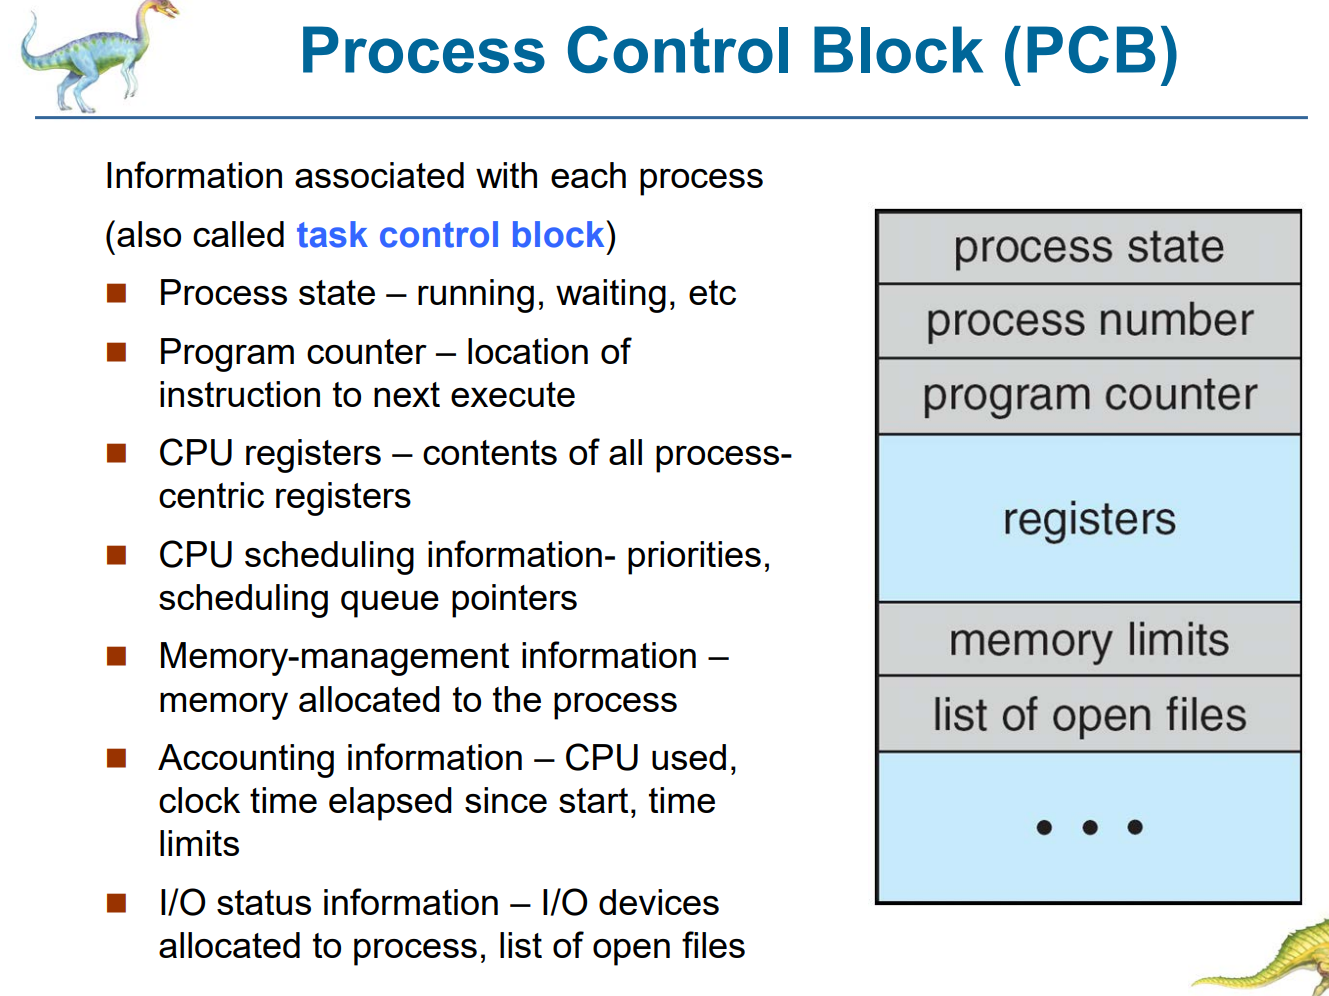 Process Control Block (PCB)
Information associated with each process
(also called task control block)
Process state – running, waiting, etc
Program counter – location of
instruction to next execute
CPU registers – contents of all process-
centric registers
CPU scheduling information- priorities,
scheduling queue pointers
Memory-management information –
memory allocated to the process
Accounting information – CPU used,
clock time elapsed since start, time
limits
I/O status information – I/O devices
allocated to process, list of open files
process state
process number
program counter
registers
memory limits
list of open files
• • •